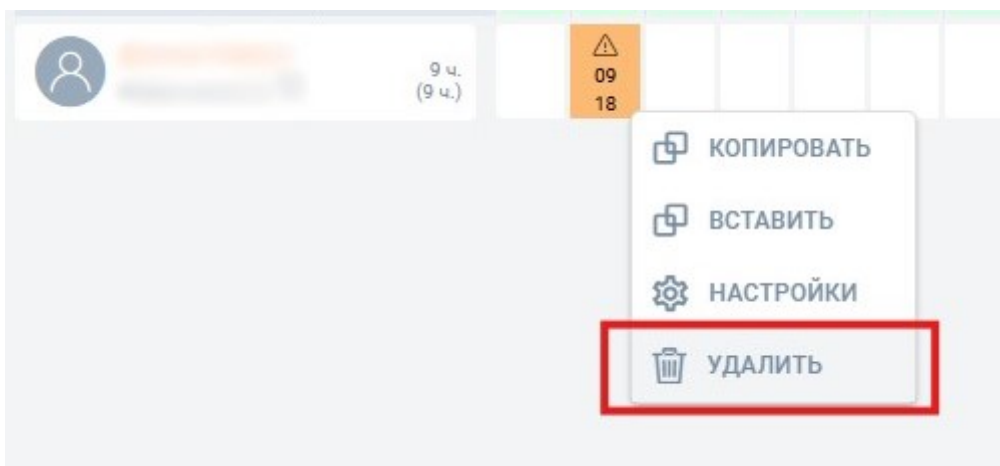 9 ч.
(9 ч.)
09
18
КОПИРОВАТЬ
ВСТАВИТЬ
НАСТРОЙКИ
УДАЛИТЬ